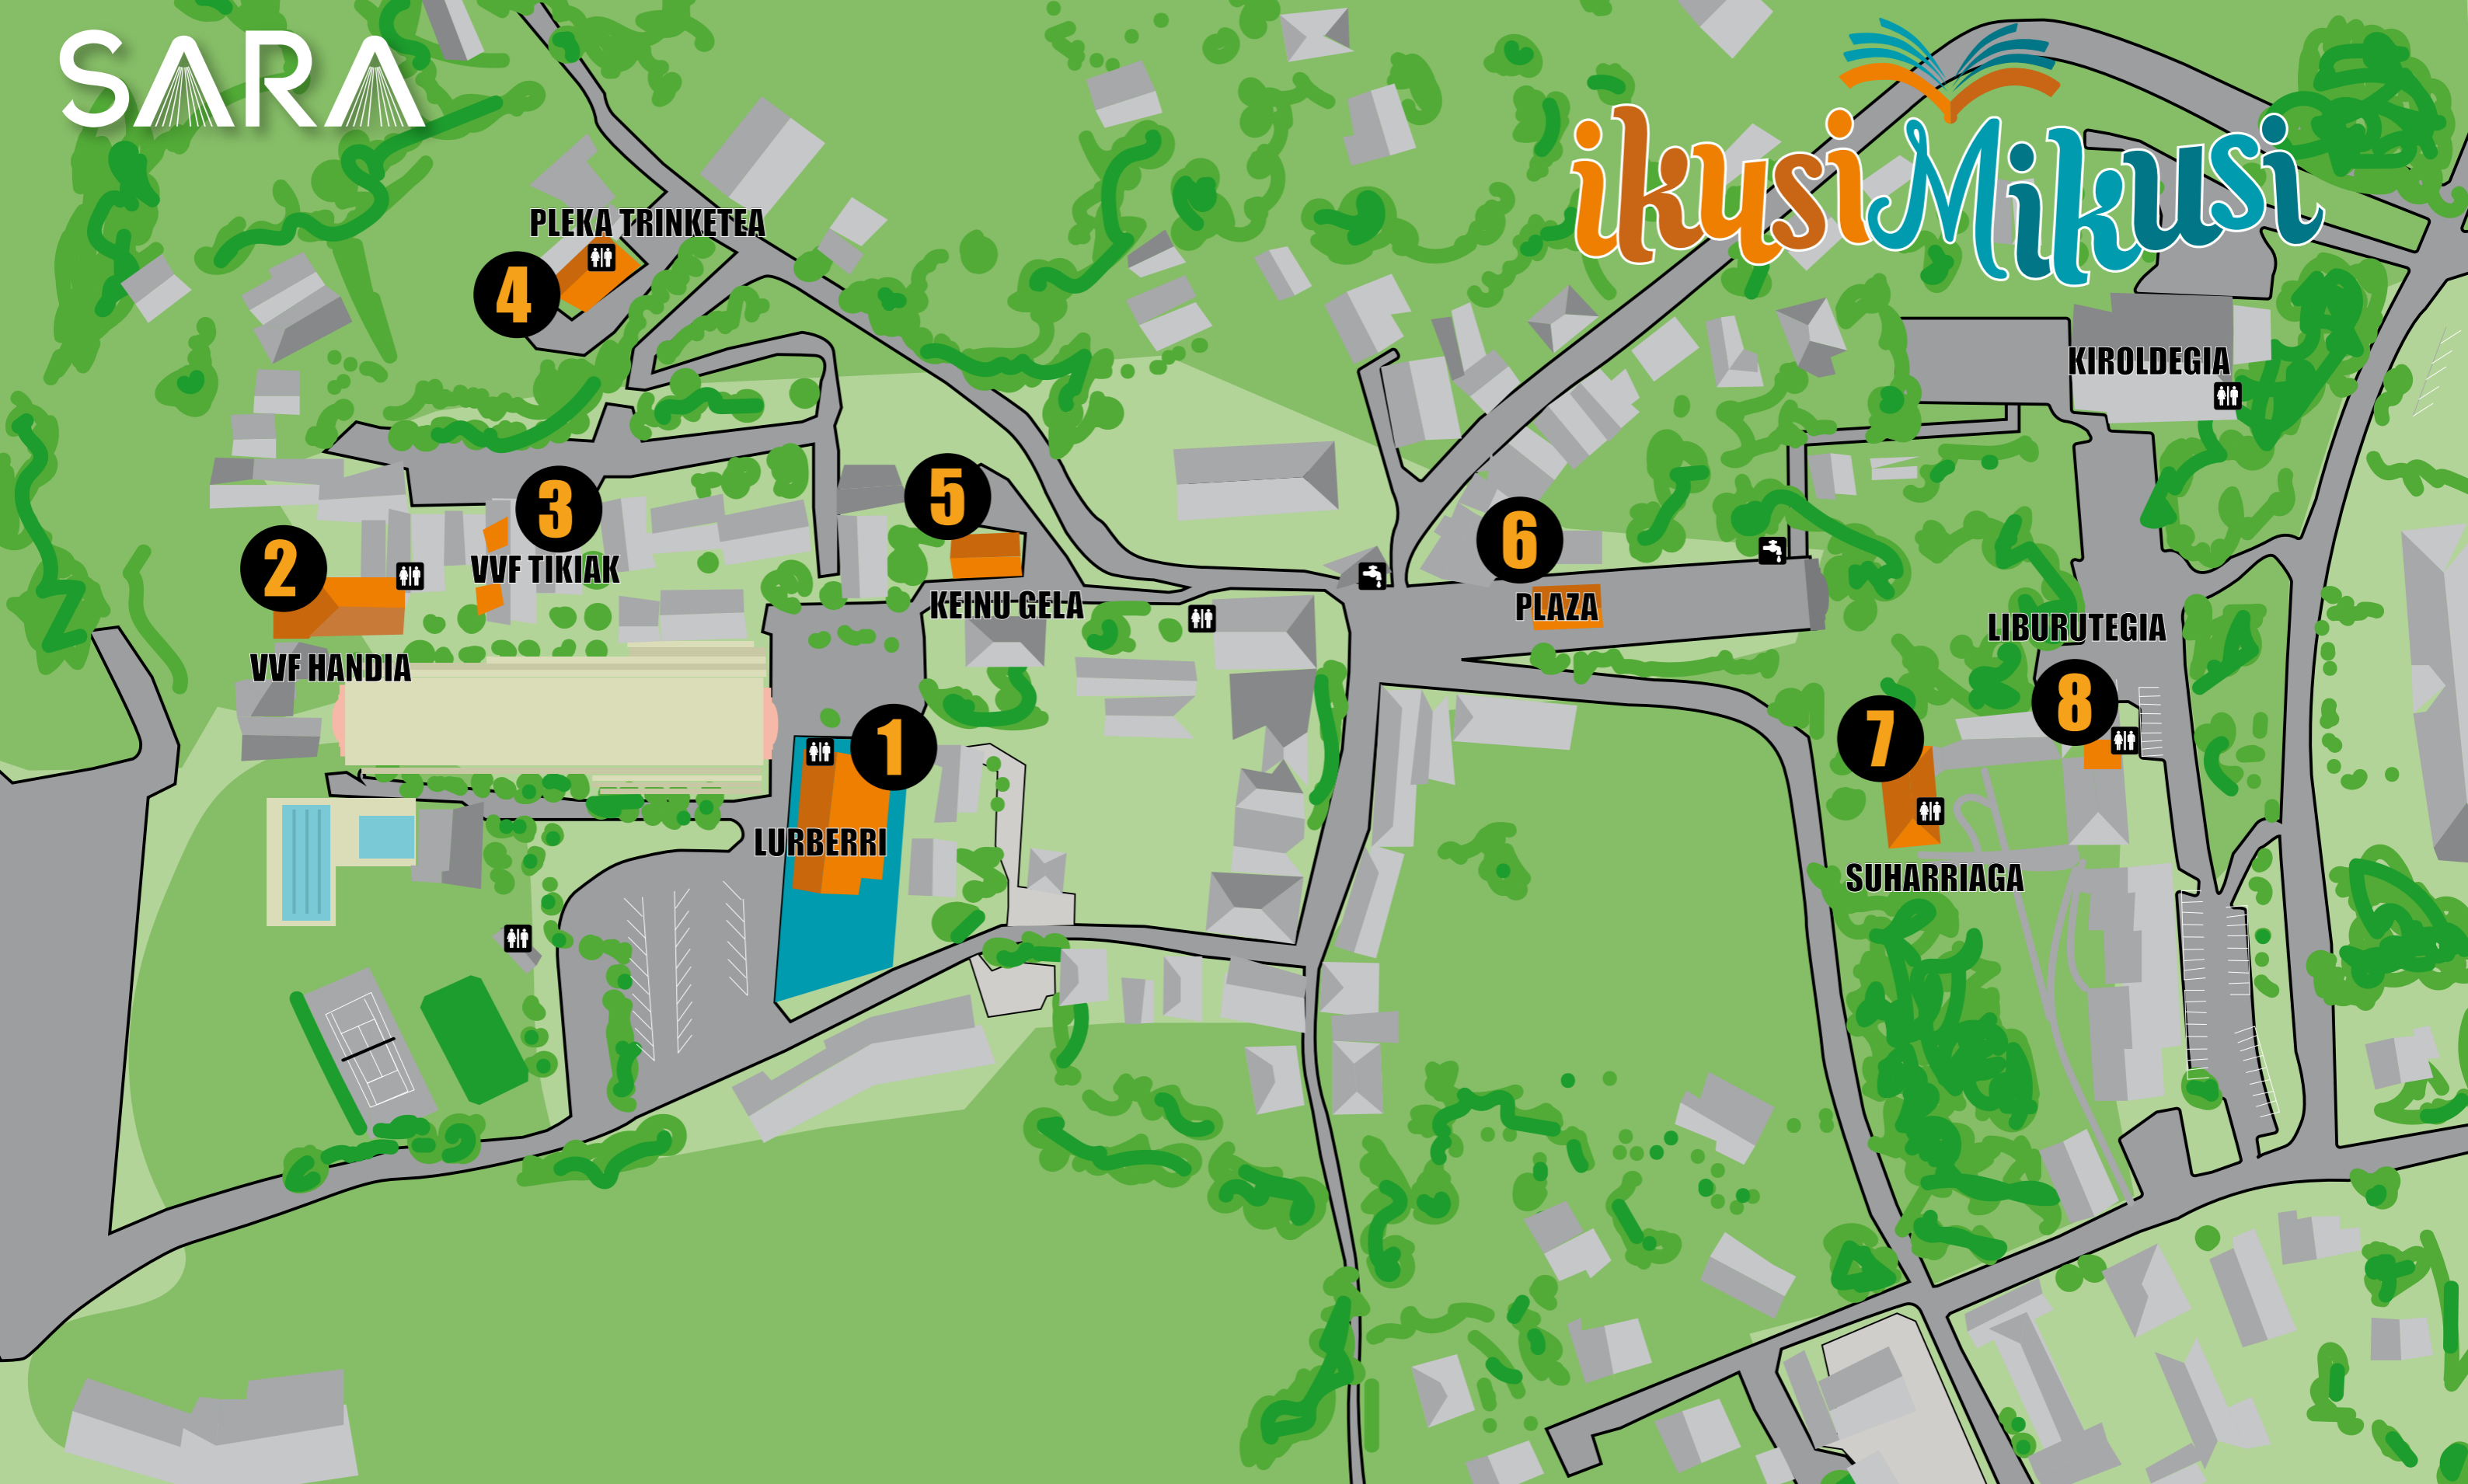 SARA
ikusiMikusi
PLEKA TRINKETEA
4
KIROLDEGIA
5
3
6
2
VVF TIKIAK
KEINU GELA
PLAZA
LIBURUTEGIA
VVF HANDIA
8
7
1
LURBERRI
SUHARRIAGA